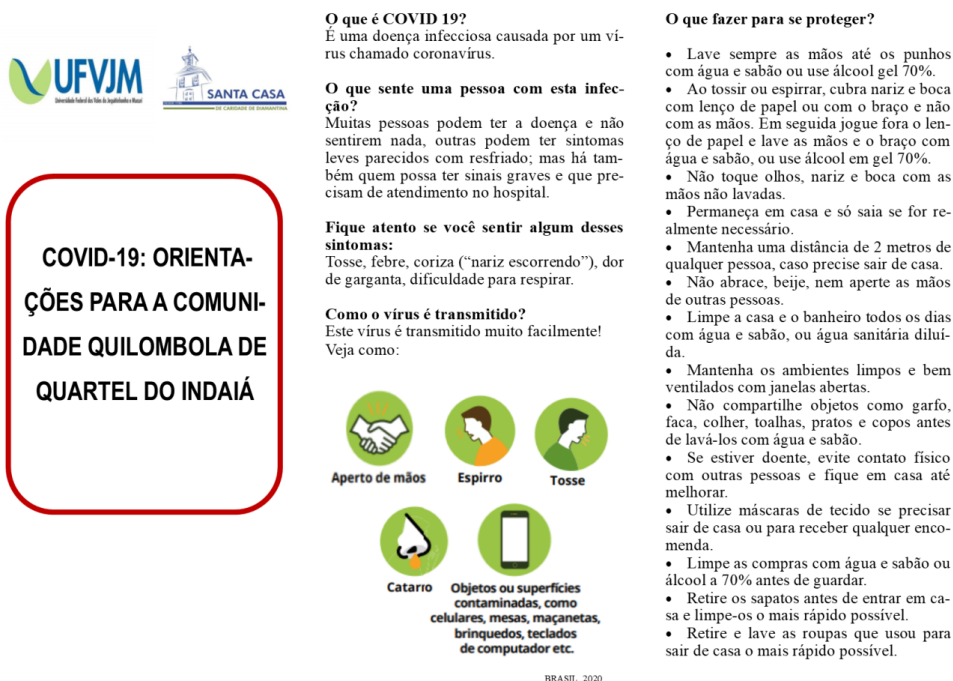 UFVJM
Universidade Federal dos Vales do Jequitinhonha e Mucuri
SANTA CASA
DE CARIDADE DE DIAMANTINA
COVID-19: ORIENTA-
ÇÕES PARA A COMUNI-
DADE QUILOMBOLA DE
QUARTEL DO INDAIÁ
O que é COVID 19?
É uma doença infecciosa causada por um ví-
rus chamado coronavírus.
O que sente uma pessoa com esta infec-
ção?
Muitas pessoas podem ter a doença e não
sentirem nada, outras podem ter sintomas
leves parecidos com resfriado; mas há tam-
bém quem possa ter sinais graves e que pre-
cisam de atendimento no hospital.
Fique atento se você sentir algum desses
sintomas:
Tosse, febre, coriza (“nariz escorrendo”), dor
de garganta, dificuldade para respirar.
Como o vírus é transmitido?
Este vírus é transmitido muito facilmente!
Veja como:
Aperto de mãos
Espirro
Tosse
Catarro
Objetos ou superfícies
contaminadas, como
celulares, mesas, maçanetas,
brinquedos, teclados
de computador etc.
BRASIL, 2020
O que fazer para se proteger?
• Lave sempre as mãos até os punhos
com água e sabão ou use álcool gel 70%.
• Ao tossir ou espirrar, cubra nariz e boca
com lenço de papel ou com o braço e não
com as mãos. Em seguida jogue fora o len-
ço de papel e lave as mãos e o braço com
água e sabão, ou use álcool em gel 70%.
• Não toque olhos, nariz e boca com as
mãos não lavadas.
• Permaneça em casa e só saia se for re-
almente necessário.
• Mantenha uma distância de 2 metros de
qualquer pessoa, caso precise sair de casa.
• Não abrace, beije, nem aperte as mãos
de outras pessoas.
• Limpe a casa e o banheiro todos os dias
com água e sabão, ou água sanitária diluí-
da.
• Mantenha os ambientes limpos e bem
ventilados com janelas abertas.
• Não compartilhe objetos como garfo,
faca, colher, toalhas, pratos e copos antes
de lavá-los com água e sabão.
• Se estiver doente, evite contato físico
com outras pessoas e fique em casa até
melhorar.
• Utilize máscaras de tecido se precisar
sair de casa ou para receber qualquer enco-
menda.
• Limpe as compras com água e sabão ou
álcool a 70% antes de guardar.
• Retire os sapatos antes de entrar em ca-
sa e limpe-os o mais rápido possível.
• Retire e lave as roupas que usou para
sair de casa o mais rápido possível.